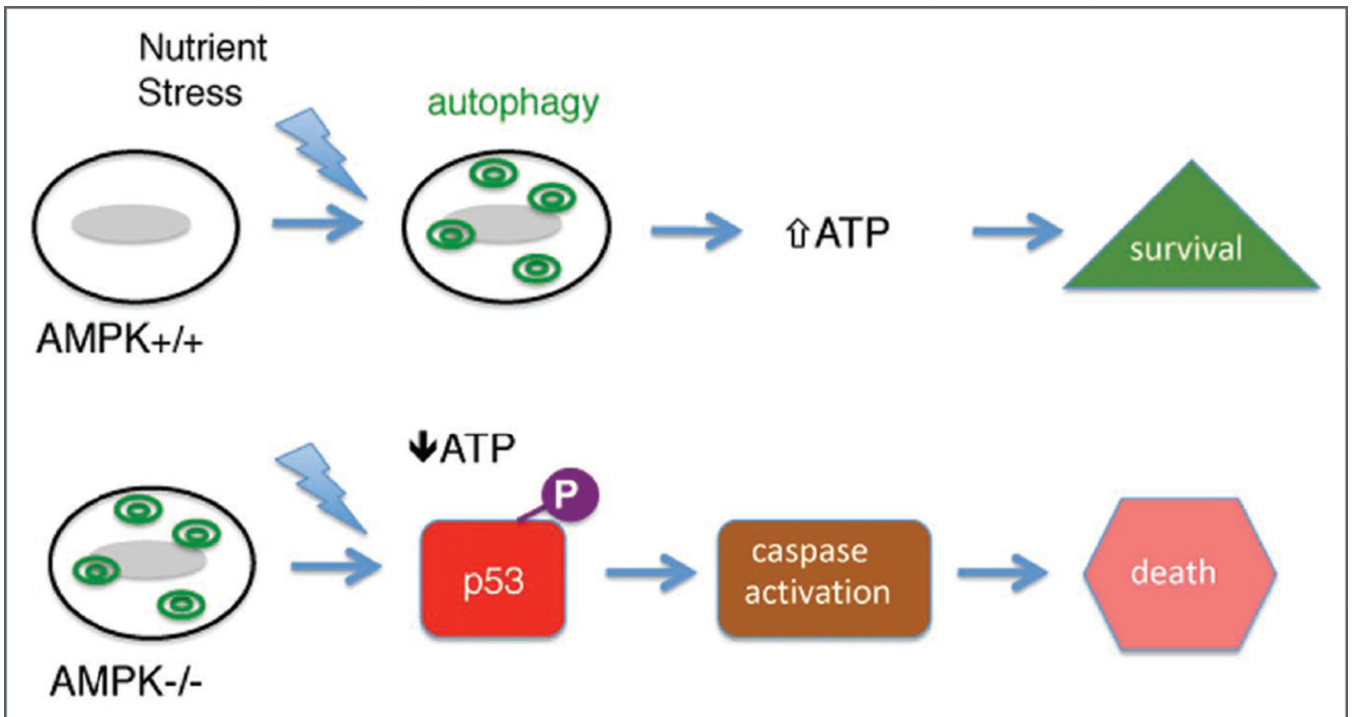 Nutrient
Stress
autophagy
⇧ATP
survival
AMPK+/+
↓ATP
P
p53
caspase
activation
death
AMPK-/-